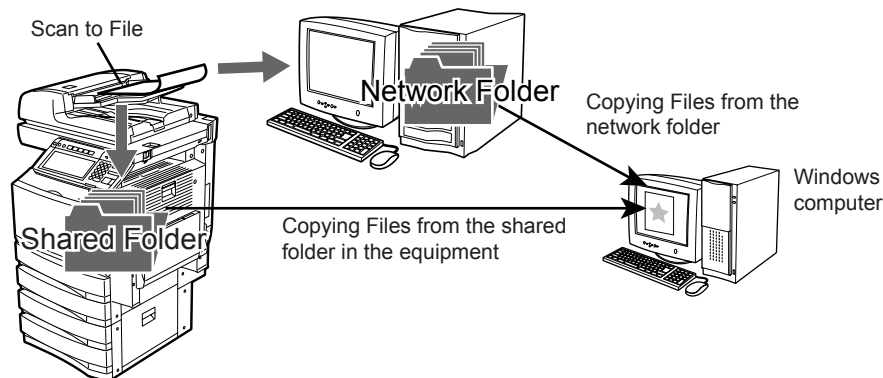 Scan to File
Network Folder
Copying Files from the
network folder
Windows
computer
Shared Folder
Copying Files from the shared
folder in the equipment